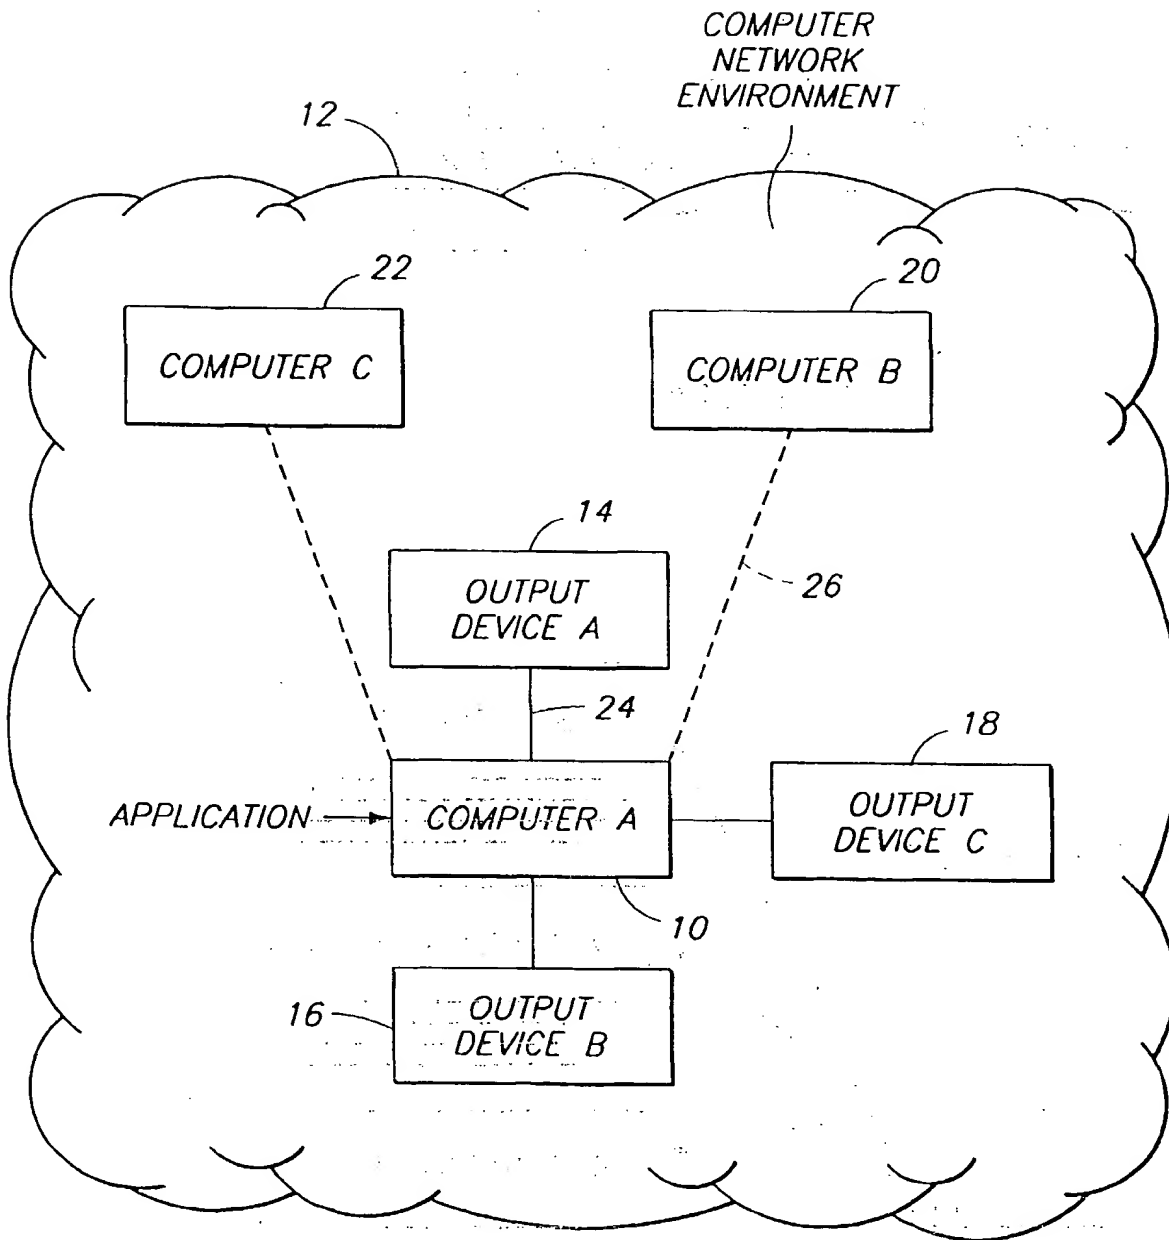 COMPUTER
NETWORK
ENVIRONMENT
12
22
20
COMPUTER C
COMPUTER B
14
OUTPUT
DEVICE A
26
24
18
APPLICATION
COMPUTER A
OUTPUT
DEVICE C
10
16
OUTPUT
DEVICE B